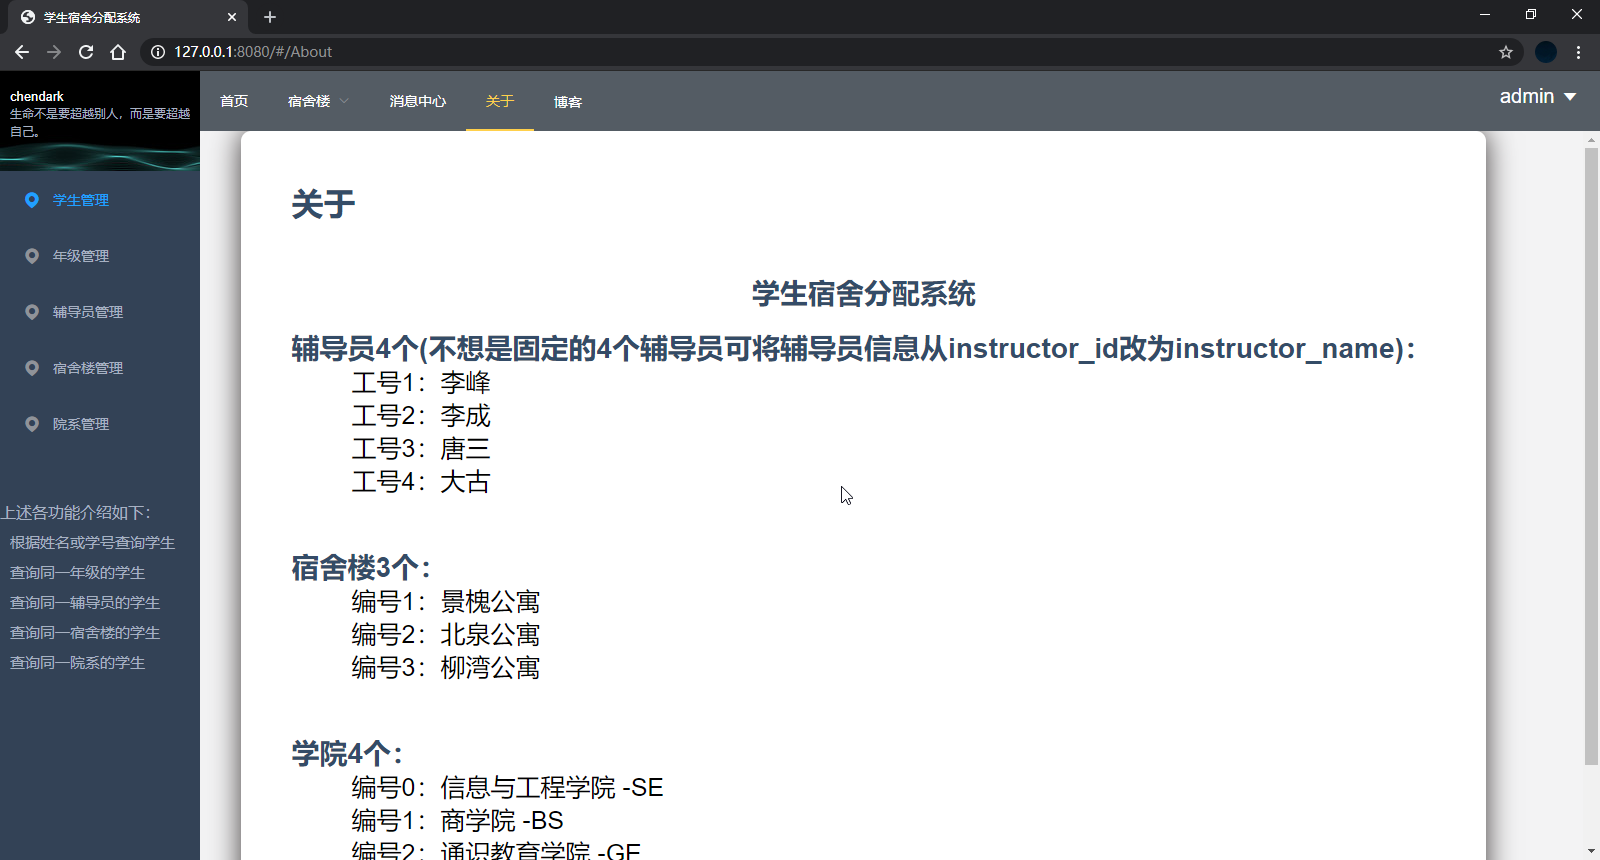 学生宿舍分配系统
127.0.0.1:8080/#/About
chendark
生命不是要超越别人，而是要超越
自己。
首页 宿舍楼 消息中心 关于 博客
admin
学生管理
年级管理
辅导员管理
宿舍楼管理
院系管理
上述各功能介绍如下：
根据姓名或学号查询学生
查询同一年级的学生
查询同一辅导员的学生
查询同一宿舍楼的学生
查询同一院系的学生
关于
学生宿舍分配系统
辅导员4个(不想是固定的4个辅导员可将辅导员信息从instructor_id改为instructor_name)：
工号1：李峰
工号2：李成
工号3：唐三
工号4：大古
宿舍楼3个：
编号1：景槐公寓
编号2：北泉公寓
编号3：柳湾公寓
学院4个：
编号0：信息与工程学院 -SE
编号1：商学院 -BS
编号2：通识教育学院 -GE